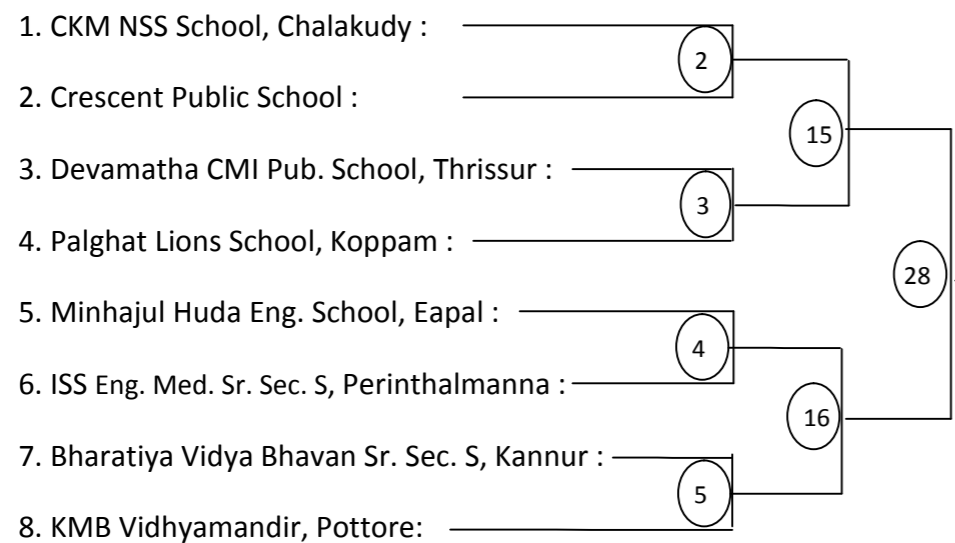 1. CKM NSS School, Chalakudy :
2
2. Crescent Public School :
15
3. Devamatha CMI Pub. School, Thrissur :
3
4. Palghat Lions School, Koppam :
28
5. Minhajul Huda Eng. School, Eapal :
4
6. ISS Eng. Med. Sr. Sec. S, Perinthalmanna :
16
7. Bharatiya Vidya Bhavan Sr. Sec. S, Kannur :
5
8. KMB Vidhyamandir, Pottore: